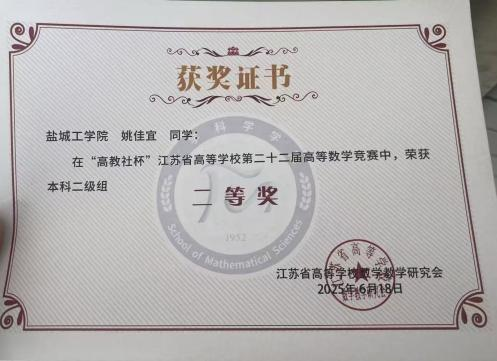 获奖证书
盐城工学院 姚佳宜 同学：
在“高教社杯”江苏省高等学校第二十二届高等数学竞赛中，荣获
本科二级组
二等奖
1952
School of Mathematical Sciences
江苏省高等学校数学教学研究会
2025年6月18日